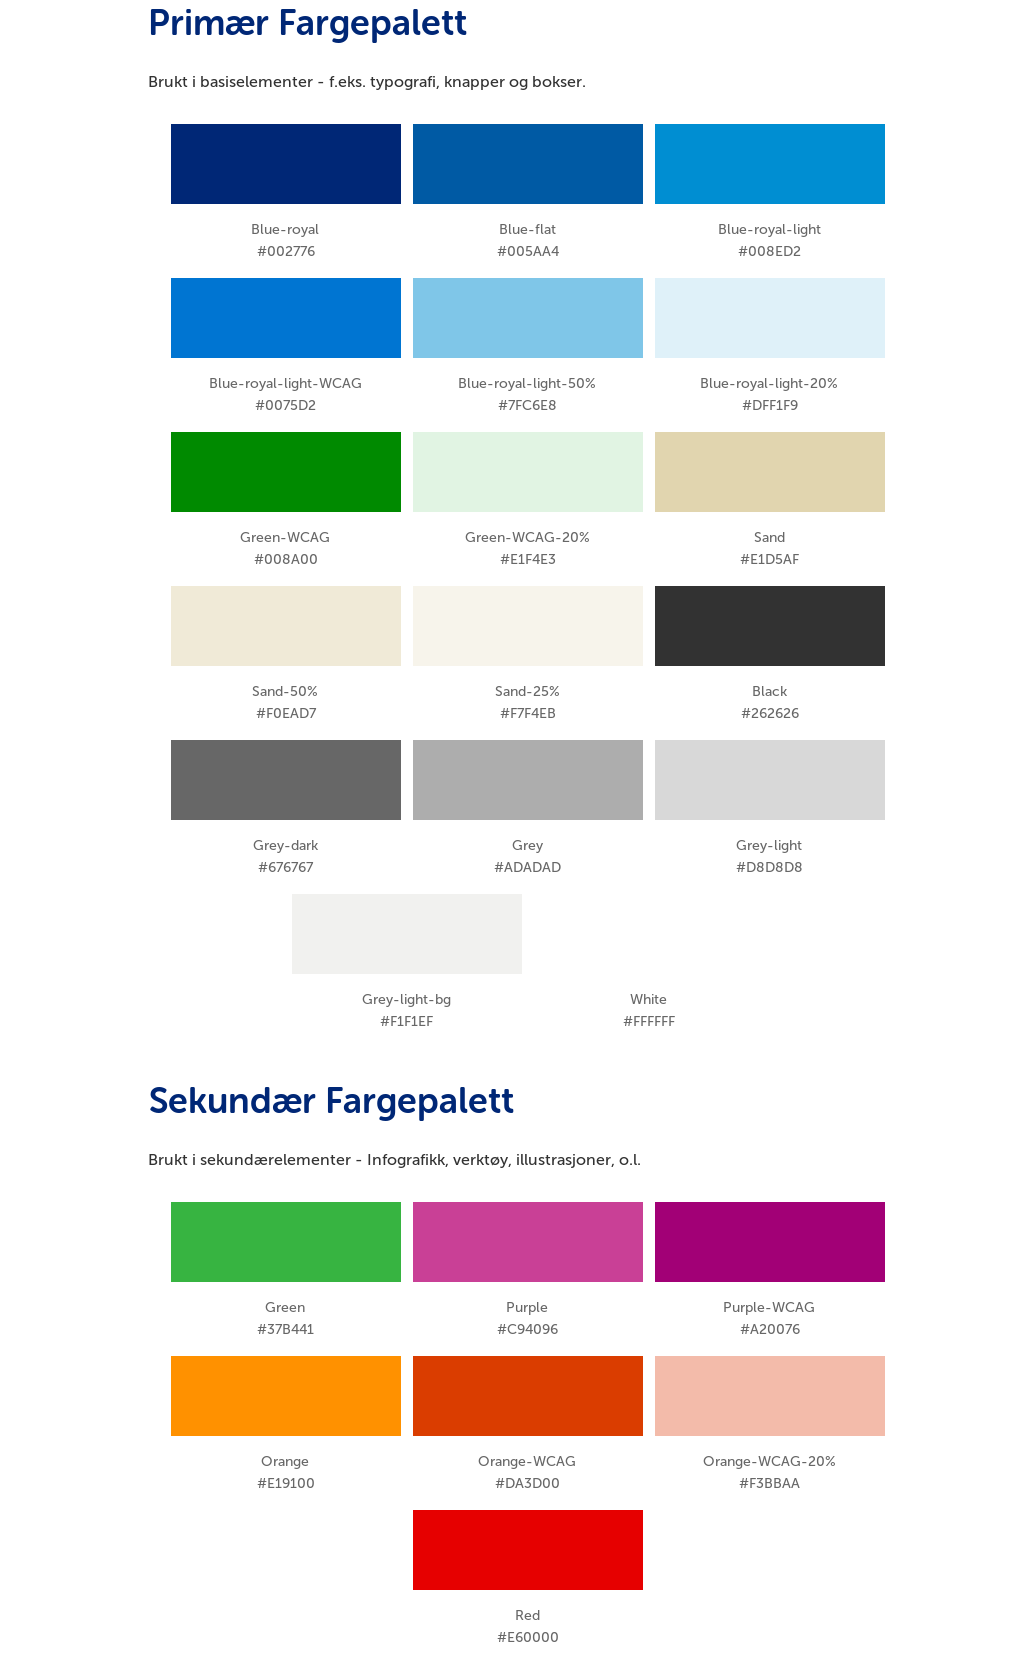 Primær Fargepalett
Brukt i basiselementer - f.eks. typografi, knapper og bokser.
Blue-royal
#002776
Blue-flat
#005AA4
Blue-royal-light
#008ED2
Blue-royal-light-WCAG
#0075D2
Blue-royal-light-50%
#7FC6E8
Blue-royal-light-20%
#DFF1F9
Green-WCAG
#008A00
Green-WCAG-20%
#E1F4E3
Sand
#E1D5AF
Sand-50%
#F0EAD7
Sand-25%
#F7F4EB
Black
#262626
Grey-dark
#676767
Grey
#ADADAD
Grey-light
#D8D8D8
Grey-light-bg
#F1F1EF
White
#FFFFFF
Sekundær Fargepalett
Brukt i sekundærelementer - Infografikk, verktøy, illustrasjoner, o.l.
Green
#37B441
Purple
#C94096
Purple-WCAG
#A20076
Orange
#E19100
Orange-WCAG
#DA3D00
Orange-WCAG-20%
#F3BBAA
Red
#E60000